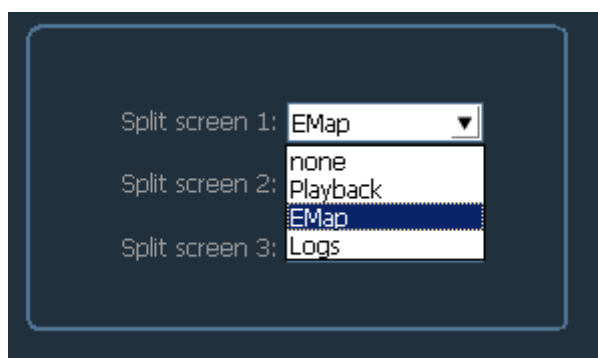 Split screen 1: EMap
none
Split screen 2: Playback
EMap
Split screen 3: Logs